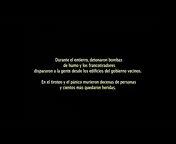 Durante el entierro, detonaron bombas
de humo y los francotiradores
dispararon a la gente desde los edificios del gobierno vecinos.
En el tiroteo y el pánico murieron decenas de personas
y cientos más quedaron heridas.